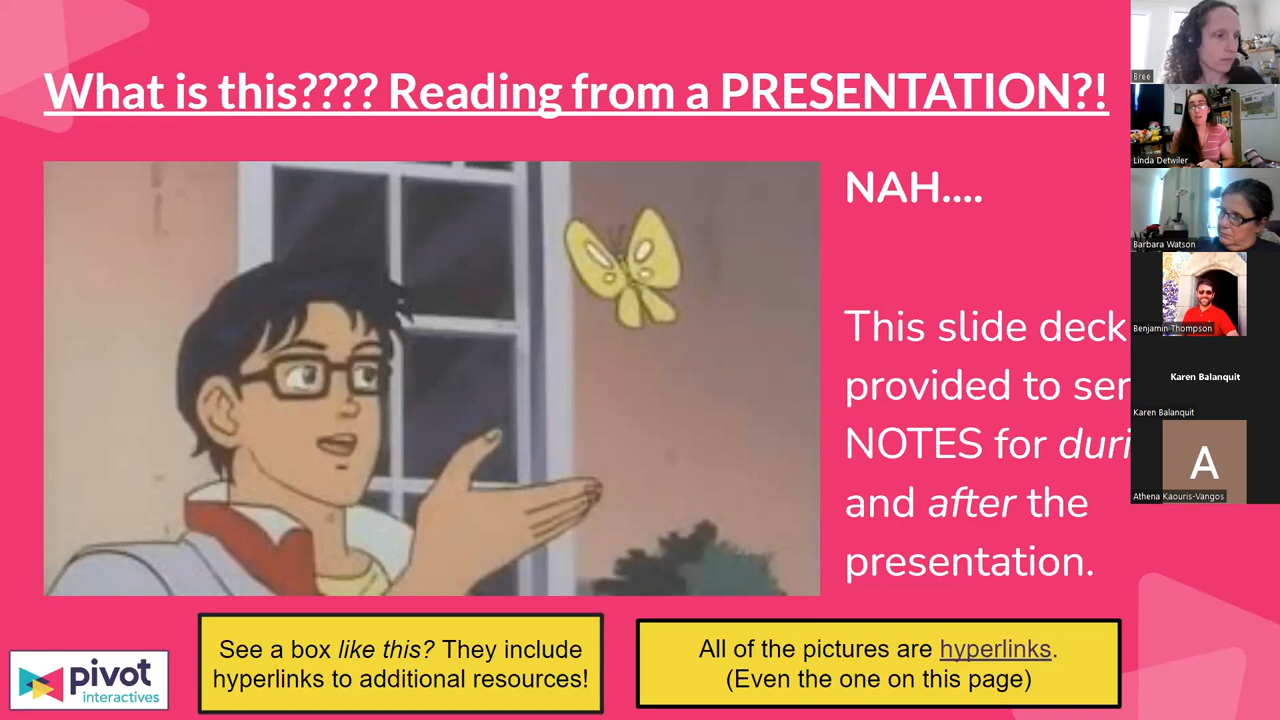 What is this???? Reading from a PRESENTATION?!
NAH....
This slide deck
provided to
NOTES for
and after the
presentation.
See a box like this? They include
hyperlinks to additional resources!
All of the pictures are hyperlinks.
(Even the one on this page)
pivot
interactives
Bree
Linda Detwiler
Barbara Watson
Benjamin Thompson
Karen Balanquit
Karen Balanquit
A
Athena Kaouris-Vangos